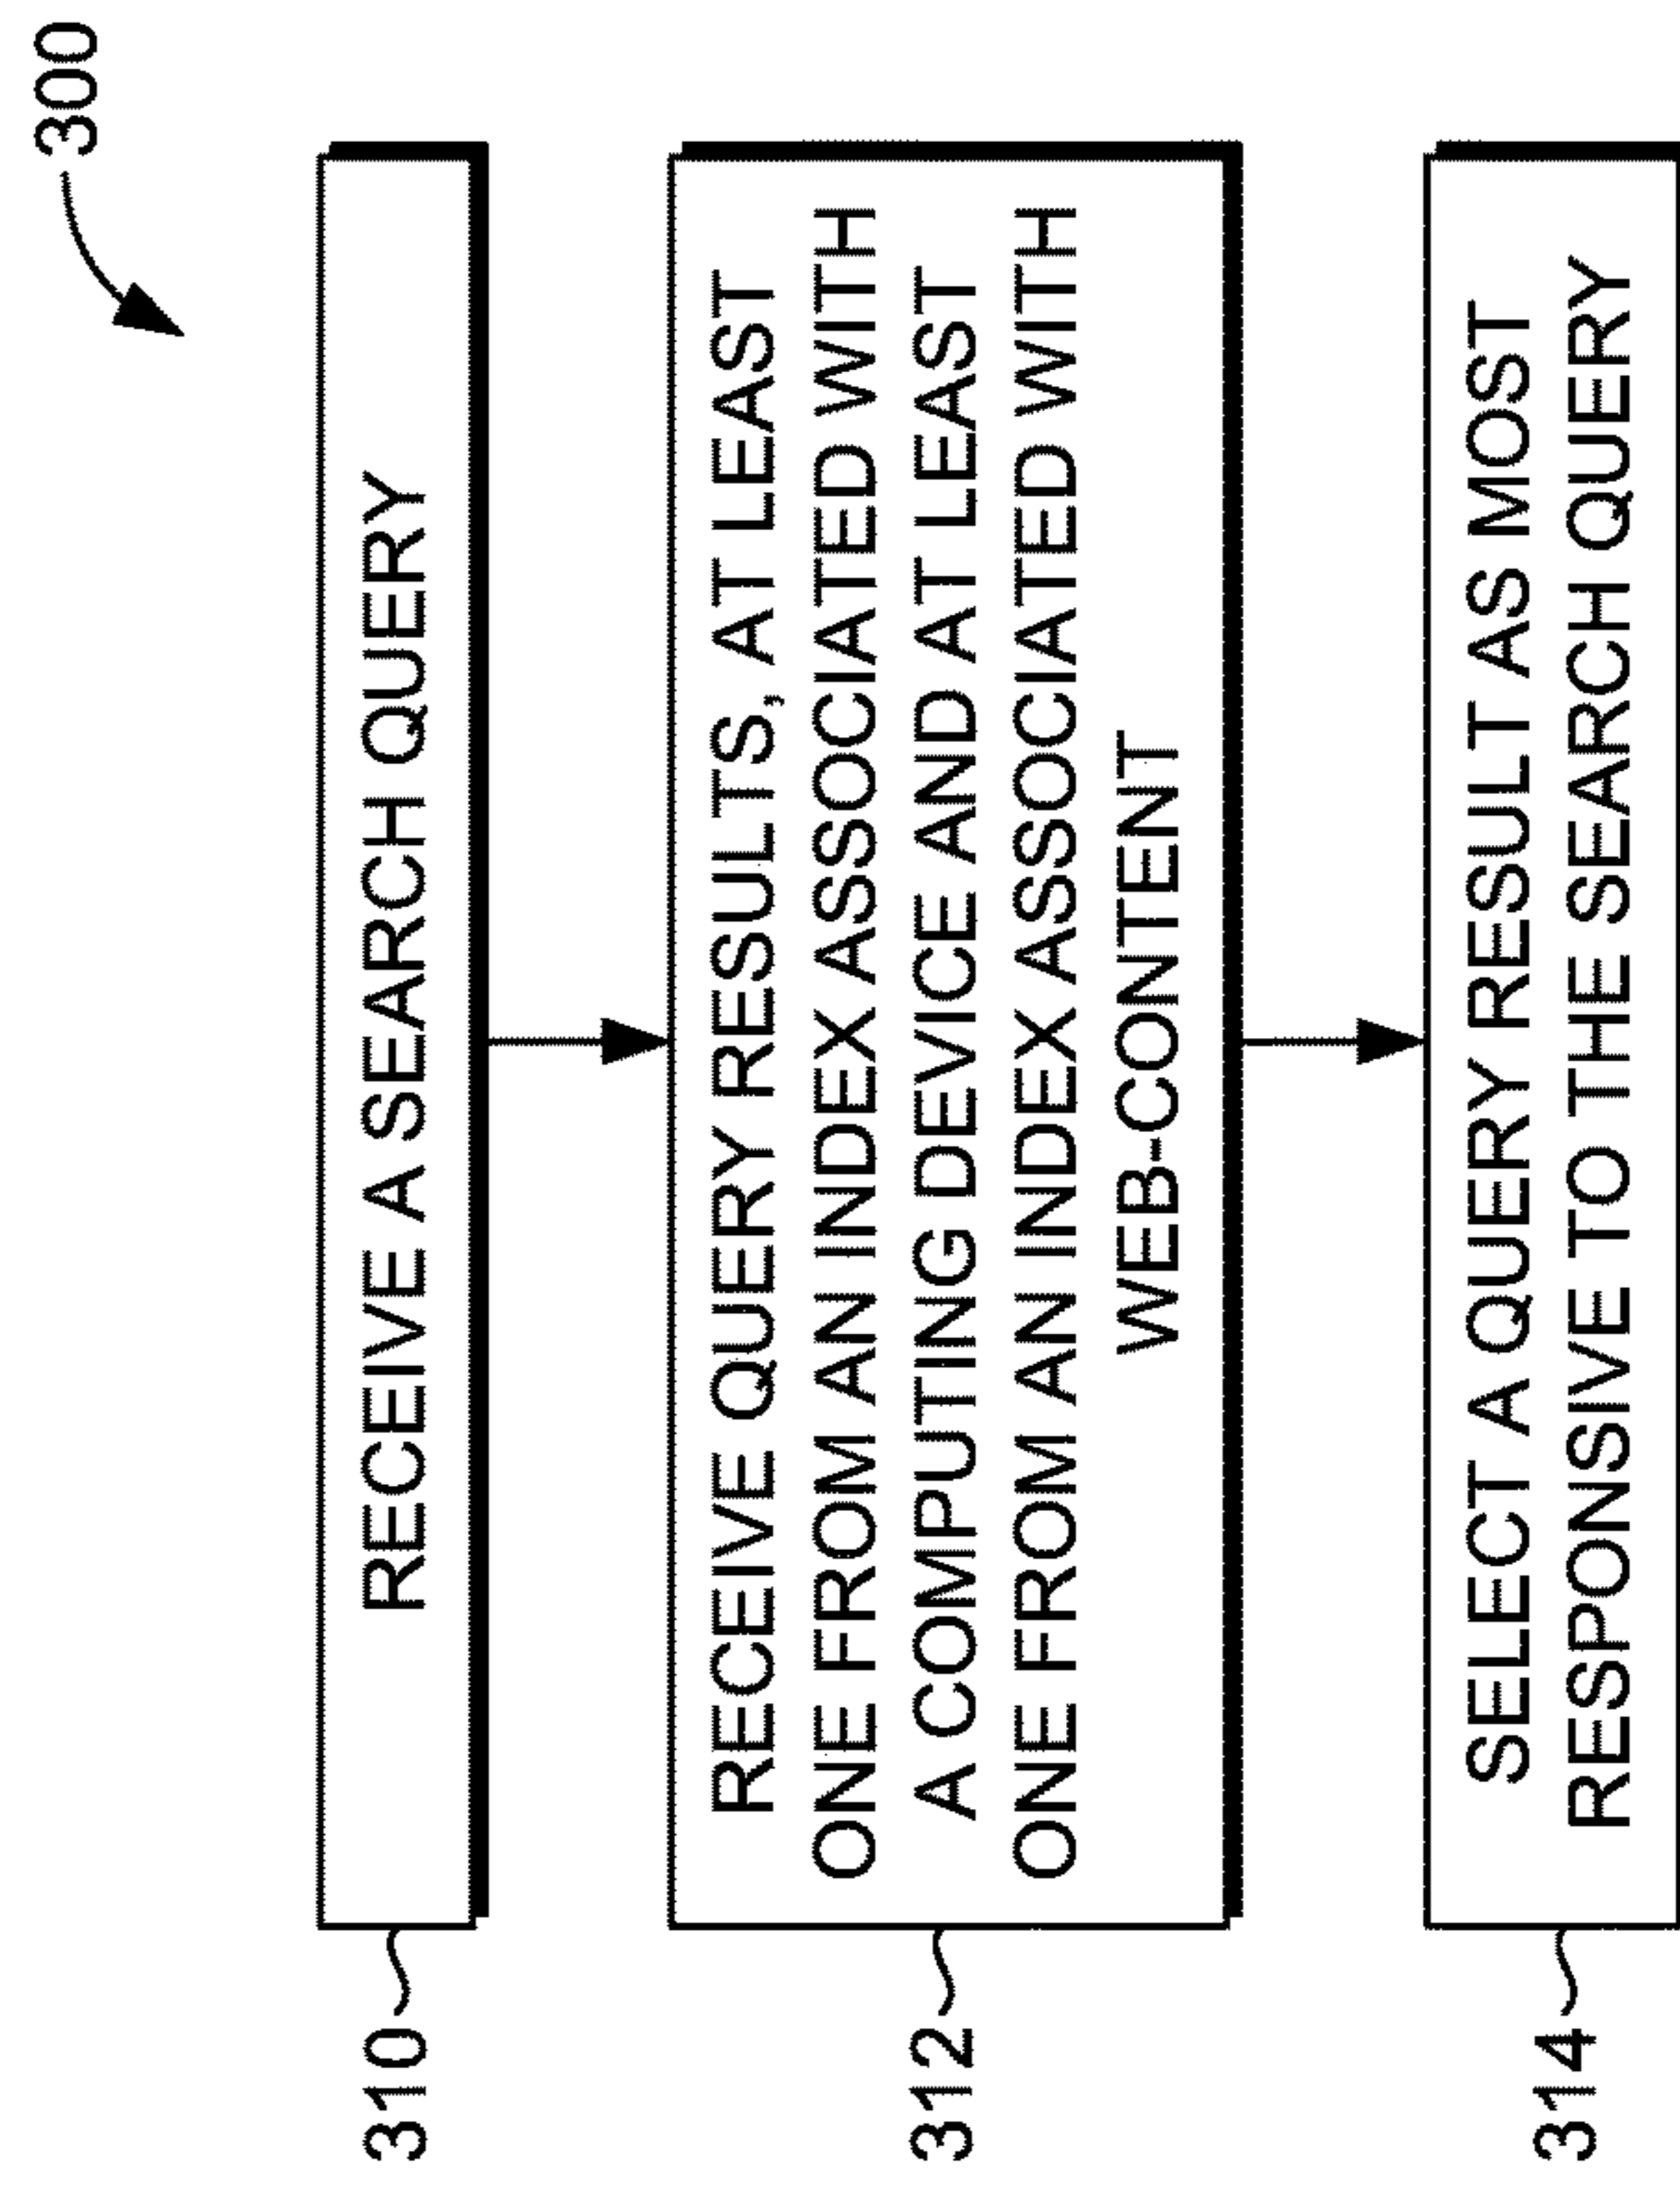 300
310
RECEIVE A SEARCH QUERY
312
RECEIVE QUERY RESULTS, AT LEAST
ONE FROM AN INDEX ASSOCIATED WITH
A COMPUTING DEVICE AND AT LEAST
ONE FROM AN INDEX ASSOCIATED WITH
WEB-CONTENT
314
SELECT A QUERY RESULT AS MOST
RESPONSIVE TO THE SEARCH QUERY